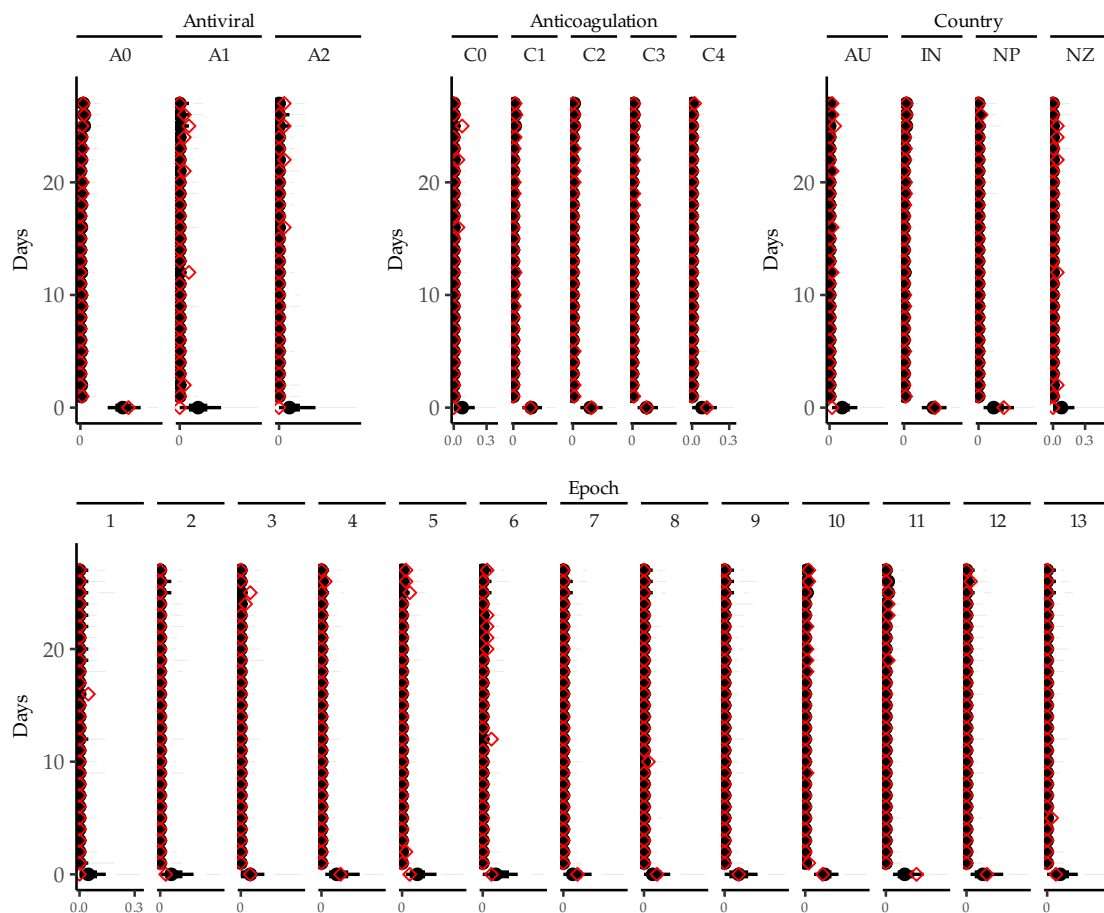 Antiviral Anticoagulation Country
A0 A1 A2 C0 C1 C2 C3 C4 AU IN NP NZ
20 20 20
Days Days Days
10 10 10
0 0 0
0 0 0 0.0 0.3 0 0 0 0.0 0.3 0 0 0 0.0 0.3
Epoch
1 2 3 4 5 6 7 8 9 10 11 12 13
20
Days
10
0
0.0 0.3 0 0 0 0 0 0 0 0 0 0 0 0